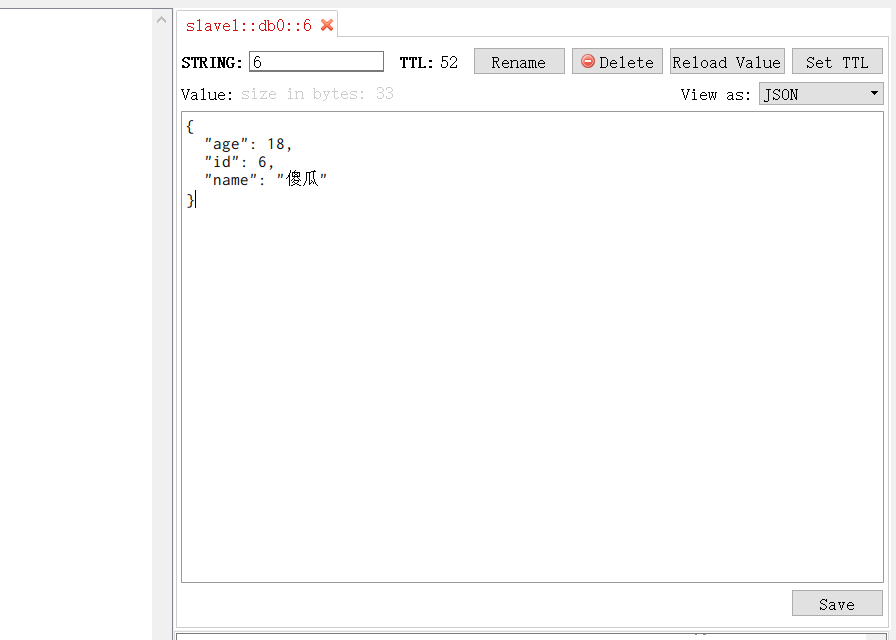 slave1::db0::6
STRING: 6 TTL: 52 Rename Delete Reload Value Set TTL
Value: size in bytes: 33 View as: JSON
{
"age": 18,
"id": 6,
"name": "傻瓜"
}
Save